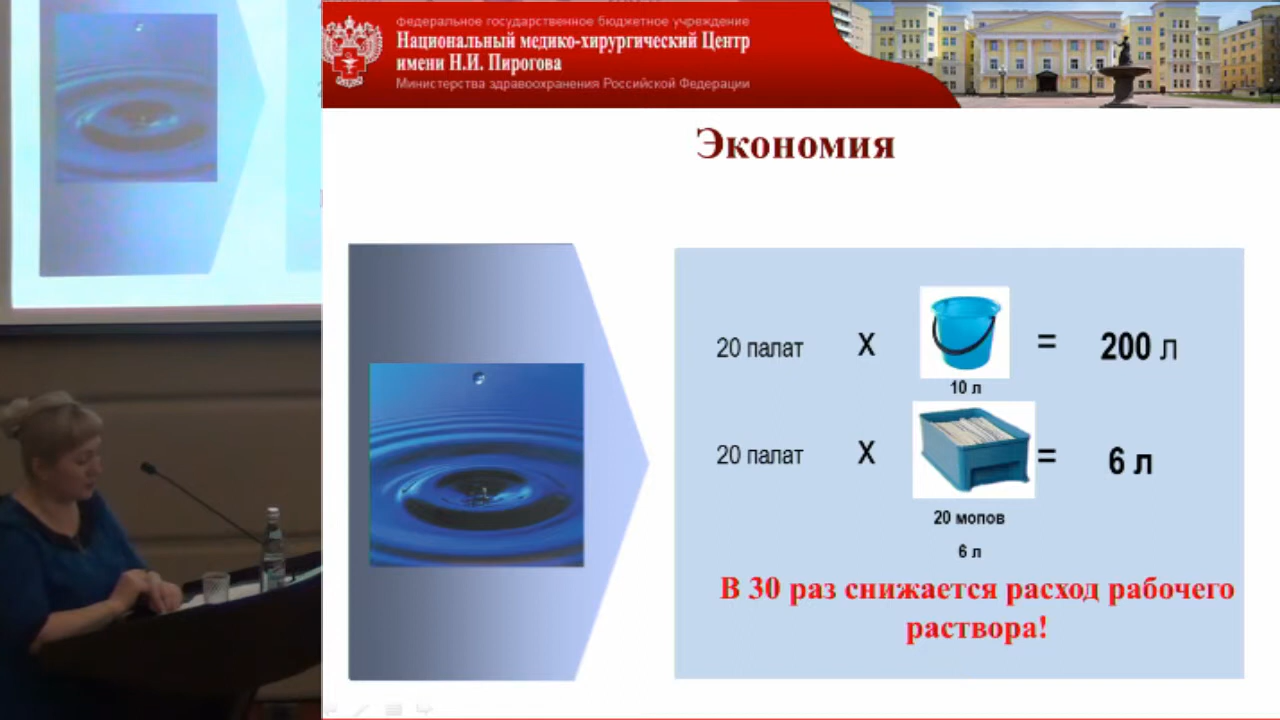 федеральное государственное бюджетное учреждение
Национальный медико-хирургический Центр
имени Н.И. Пирогова
Министерства здравоохранения Российской Федерации
Экономия
20 палат X = 200 л
10 л
20 палат X = 6 л
20 мопов
6 л
В 30 раз снижается расход рабочего
раствора!